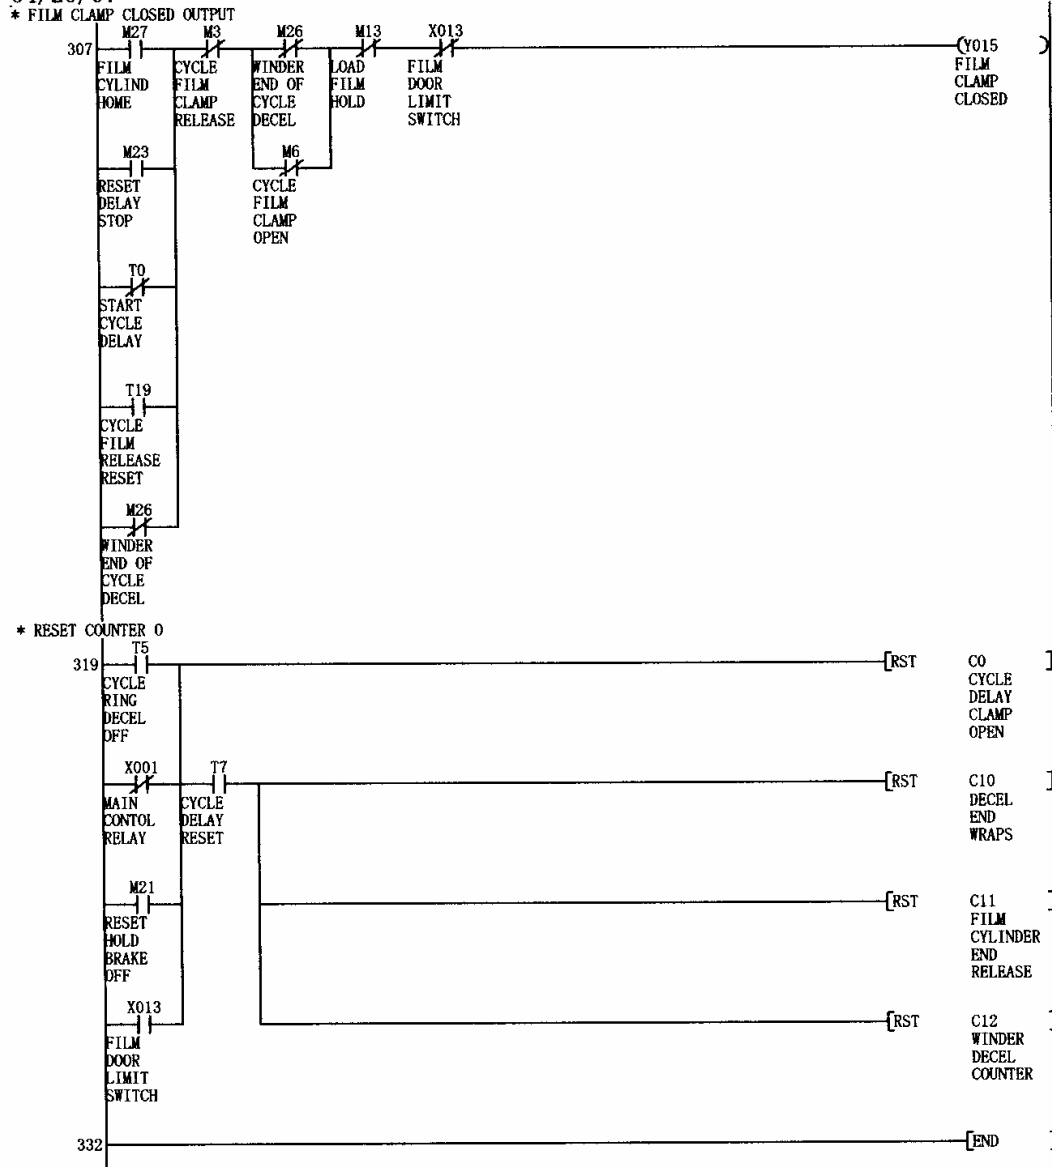 * FILM CLAMP CLOSED OUTPUT
M27 M3 M26 M13 X013
307 (Y015 )
FILM CYCLE WINDER LOAD FILM FILM
CYLIND FILM END OF FILM DOOR CLAMP
HOME CLAMP CYCLE HOLD LIMIT CLOSED
RELEASE DECEL SWITCH
M23 M6
RESET CYCLE
DELAY FILM
STOP CLAMP
OPEN
T0
START
CYCLE
DELAY
T19
CYCLE
FILM
RELEASE
RESET
M26
WINDER
END OF
CYCLE
DECEL
* RESET COUNTER 0
T5
319 [RST C0 ]
CYCLE CYCLE
RING DELAY
DECEL CLAMP
OFF OPEN
X001 T7
[RST C10 ]
MAIN CYCLE DECEL
CONTOL DELAY END
RELAY RESET WRAPS
M21
[RST C11 ]
RESET FILM
HOLD CYLINDER
BRAKE END
OFF RELEASE
X013
[RST C12 ]
FILM WINDER
DOOR DECEL
LIMIT COUNTER
SWITCH
332 [END ]